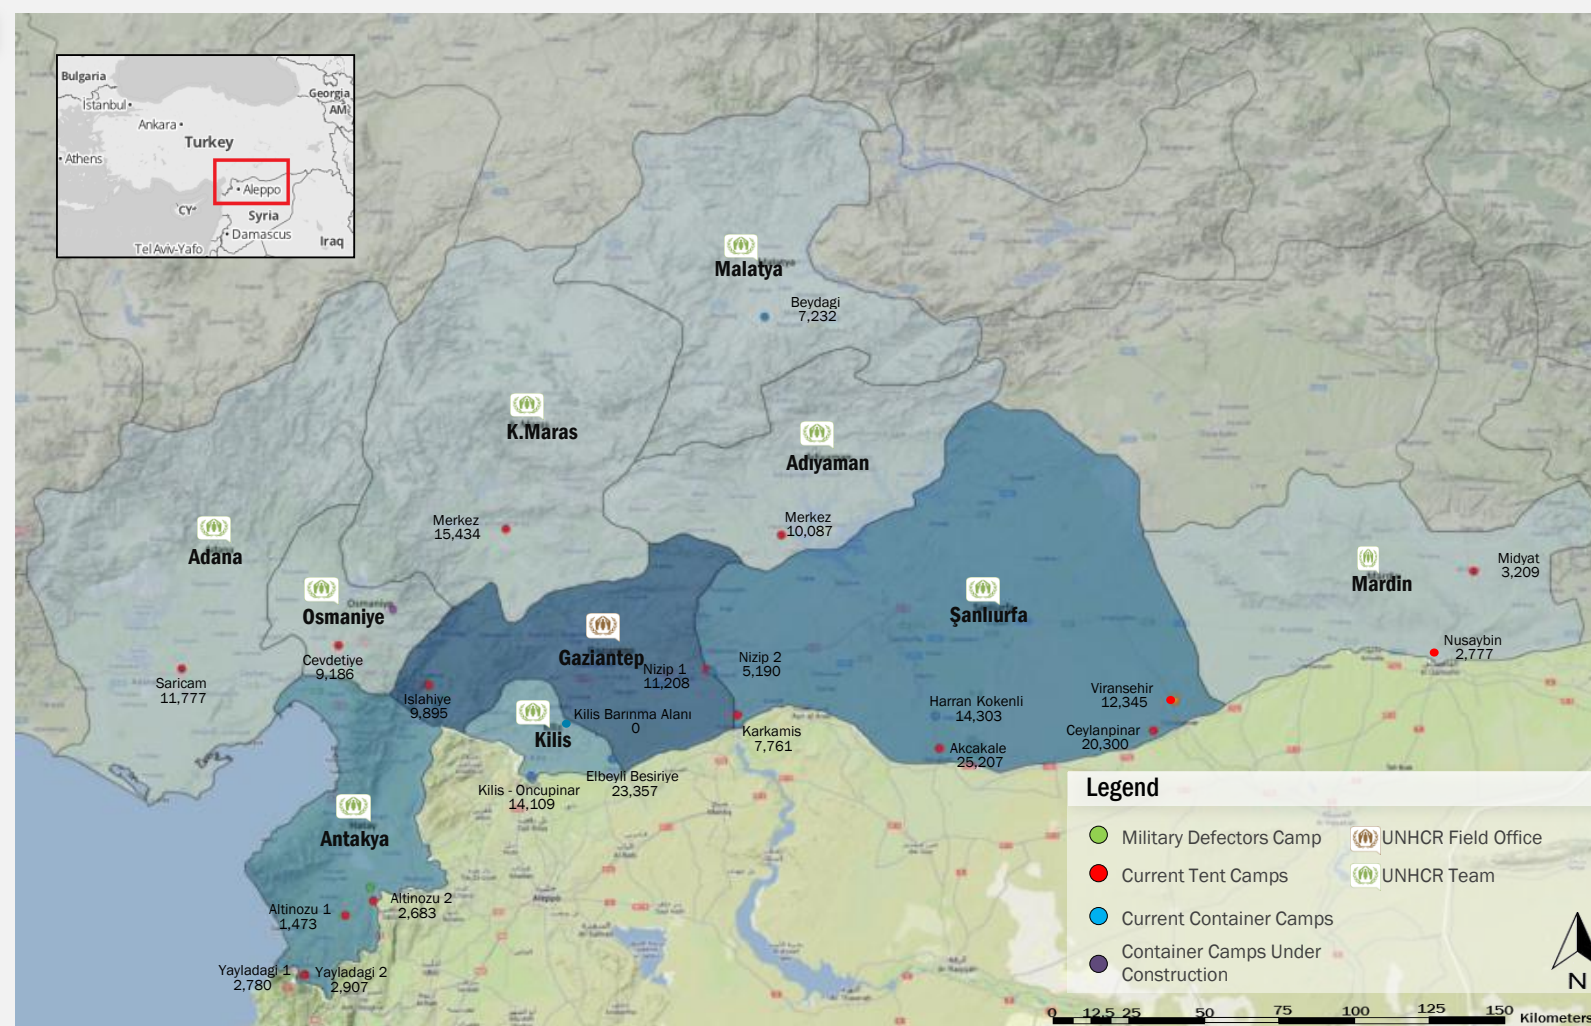 Bulgaria
Istanbul
Georgia
AM
Ankara
Turkey
Athens
Aleppo
CY
Syria
Damascus
Tel Aviv-Yafo
Iraq
Malatya
Beydagi
7,232
K.Maras
Adıyaman
Merkez
15,434
Merkez
10,087
Adana
Osmaniye
Osmaniye
Cevdetiye
9,186
Saricam
11,777
Gaziantep
Islahiye
9,895
Nizip 1
11,208
Nizip 2
5,190
Kilis
Kilis Barınma Alanı
0
Karkamis
7,761
Elbeyli Besiriye
23,357
Kilis - Oncupinar
14,109
Şanlıurfa
Harran Kokenli
14,303
Akcakale
25,207
Viransehir
12,345
Ceylanpinar
20,300
Mardin
Midyat
3,209
Nusaybin
2,777
Antakya
Hatay
Altinozu 1
1,473
Altinozu 2
2,683
Yayladagi 1
2,780
Yayladagi 2
2,907
Aleppo
Legend
Military Defectors Camp
Current Tent Camps
Current Container Camps
Container Camps Under
Construction
UNHCR Field Office
UNHCR Team
N
0 12,5 25 50 75 100 125 150 Kilometers